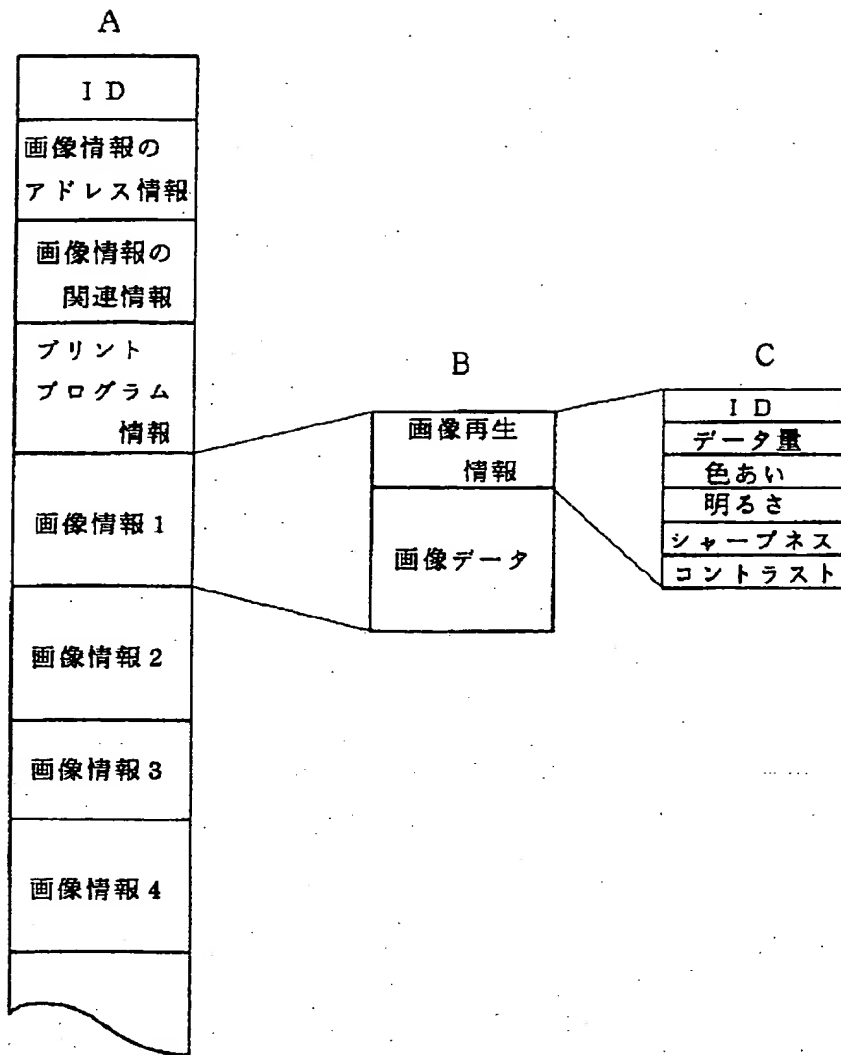 A
ID
画像情報の
アドレス情報
画像情報の
関連情報
プリント
プログラム
情報
画像情報1
画像情報2
画像情報3
画像情報4
B
画像再生
情報
画像データ
C
ID
データ量
色あい
明るさ
シャープネス
コントラスト